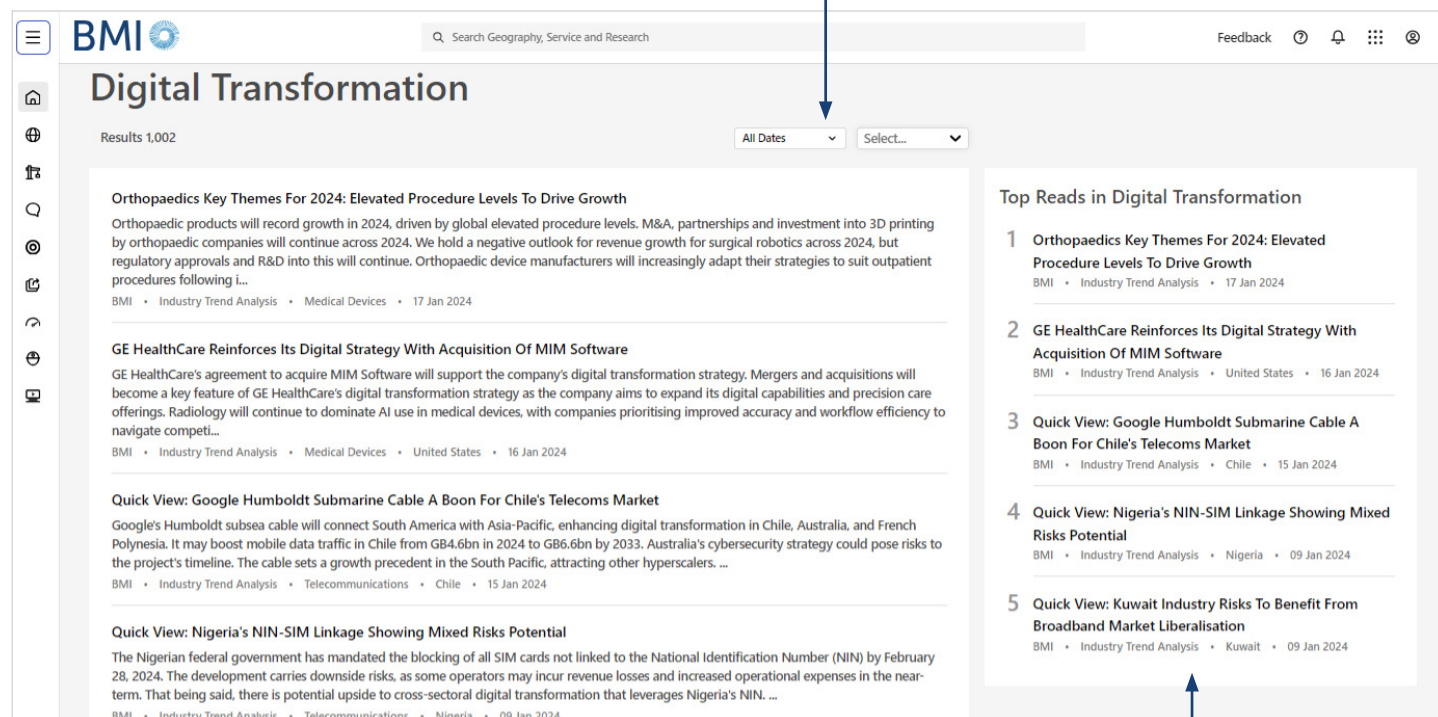 BMI
Search Geography, Service and Research
Feedback
Digital Transformation
Results 1,002
All Dates
Select...
Orthopaedics Key Themes For 2024: Elevated Procedure Levels To Drive Growth
Orthopaedic products will record growth in 2024, driven by global elevated procedure levels. M&A, partnerships and investment into 3D printing
by orthopaedic companies will continue across 2024. We hold a negative outlook for revenue growth for surgical robotics across 2024, but
regulatory approvals and R&D into this will continue. Orthopaedic device manufacturers will increasingly adapt their strategies to suit outpatient
procedures following i...
BMI • Industry Trend Analysis • Medical Devices • 17 Jan 2024
GE HealthCare Reinforces Its Digital Strategy With Acquisition Of MIM Software
GE HealthCare's agreement to acquire MIM Software will support the company's digital transformation strategy. Mergers and acquisitions will
become a key feature of GE HealthCare's digital transformation strategy as the company aims to expand its digital capabilities and precision care
offerings. Radiology will continue to dominate AI use in medical devices, with companies prioritising improved accuracy and workflow efficiency to
navigate competi...
BMI • Industry Trend Analysis • Medical Devices • United States • 16 Jan 2024
Quick View: Google Humboldt Submarine Cable A Boon For Chile's Telecoms Market
Google's Humboldt subsea cable will connect South America with Asia-Pacific, enhancing digital transformation in Chile, Australia, and French
Polynesia. It may boost mobile data traffic in Chile from GB4.6bn in 2024 to GB6.6bn by 2033. Australia's cybersecurity strategy could pose risks to
the project's timeline. The cable sets a growth precedent in the South Pacific, attracting other hyperscalers. ...
BMI • Industry Trend Analysis • Telecommunications • Chile • 15 Jan 2024
Quick View: Nigeria's NIN-SIM Linkage Showing Mixed Risks Potential
The Nigerian federal government has mandated the blocking of all SIM cards not linked to the National Identification Number (NIN) by February
28, 2024. The development carries downside risks, as some operators may incur revenue losses and increased operational expenses in the near-
term. That being said, there is potential upside to cross-sectoral digital transformation that leverages Nigeria's NIN. ...
BMI • Industry Trend Analysis • Telecommunications • Nigeria • 09 Jan 2024
Top Reads in Digital Transformation
1 Orthopaedics Key Themes For 2024: Elevated
Procedure Levels To Drive Growth
BMI • Industry Trend Analysis • 17 Jan 2024
2 GE HealthCare Reinforces Its Digital Strategy With
Acquisition Of MIM Software
BMI • Industry Trend Analysis • United States • 16 Jan 2024
3 Quick View: Google Humboldt Submarine Cable A
Boon For Chile's Telecoms Market
BMI • Industry Trend Analysis • Chile • 15 Jan 2024
4 Quick View: Nigeria's NIN-SIM Linkage Showing Mixed
Risks Potential
BMI • Industry Trend Analysis • Nigeria • 09 Jan 2024
5 Quick View: Kuwait Industry Risks To Benefit From
Broadband Market Liberalisation
BMI • Industry Trend Analysis • Kuwait • 09 Jan 2024